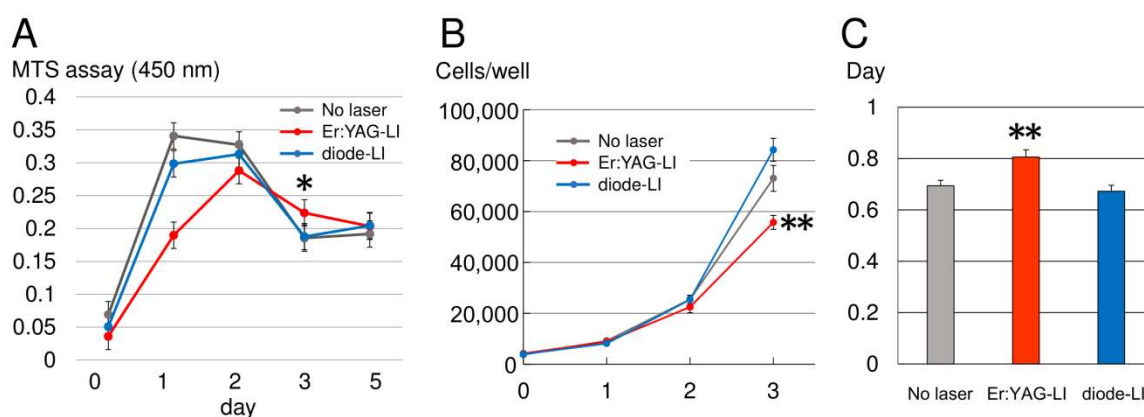 A
MTS assay (450 nm)
0.4
0.35
0.3
0.25
0.2
0.15
0.1
0.05
0
No laser
Er:YAG-LI
diode-LI
*
0 1 2 3 5
day
B
Cells/well
100,000
80,000
60,000
40,000
20,000
0
No laser
Er:YAG-LI
diode-LI
**
0 1 2 3
C
Day
1
0.8
0.6
0.4
0.2
0
**
No laser Er:YAG-LI diode-LI